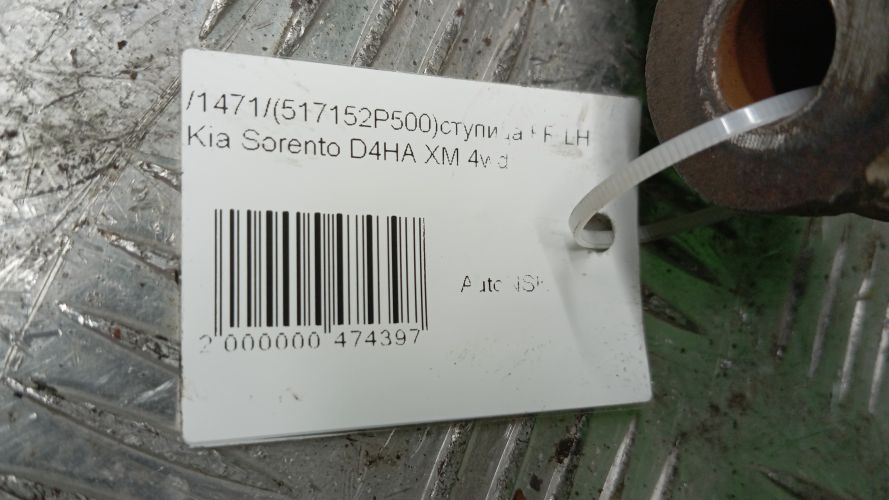 /1471/(517152P500)ступица FR LH
Kia Sorento D4HA XM 4wd
AutoNSK
2 000000 474397